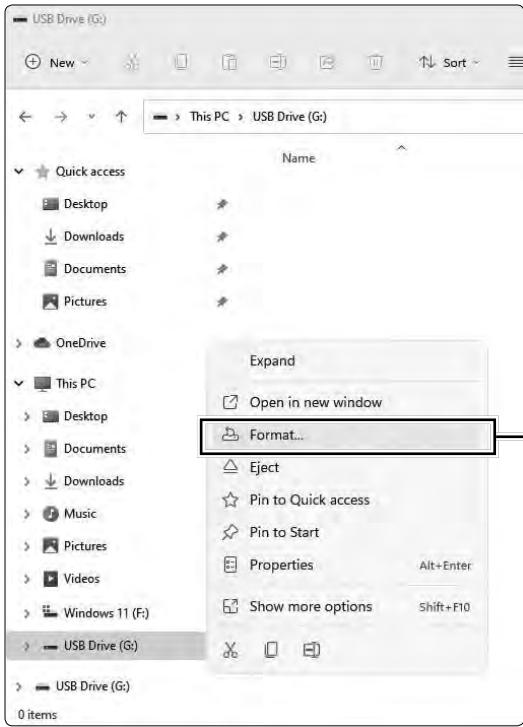 USB Drive (G:)
New
Sort
This PC > USB Drive (G:)
Name
Quick access
Desktop
Downloads
Documents
Pictures
OneDrive
This PC
Desktop
Documents
Downloads
Music
Pictures
Videos
Windows 11 (F:)
USB Drive (G:)
USB Drive (G:)
0 items
Expand
Open in new window
Format...
Eject
Pin to Quick access
Pin to Start
Properties Alt+Enter
Show more options Shift+F10